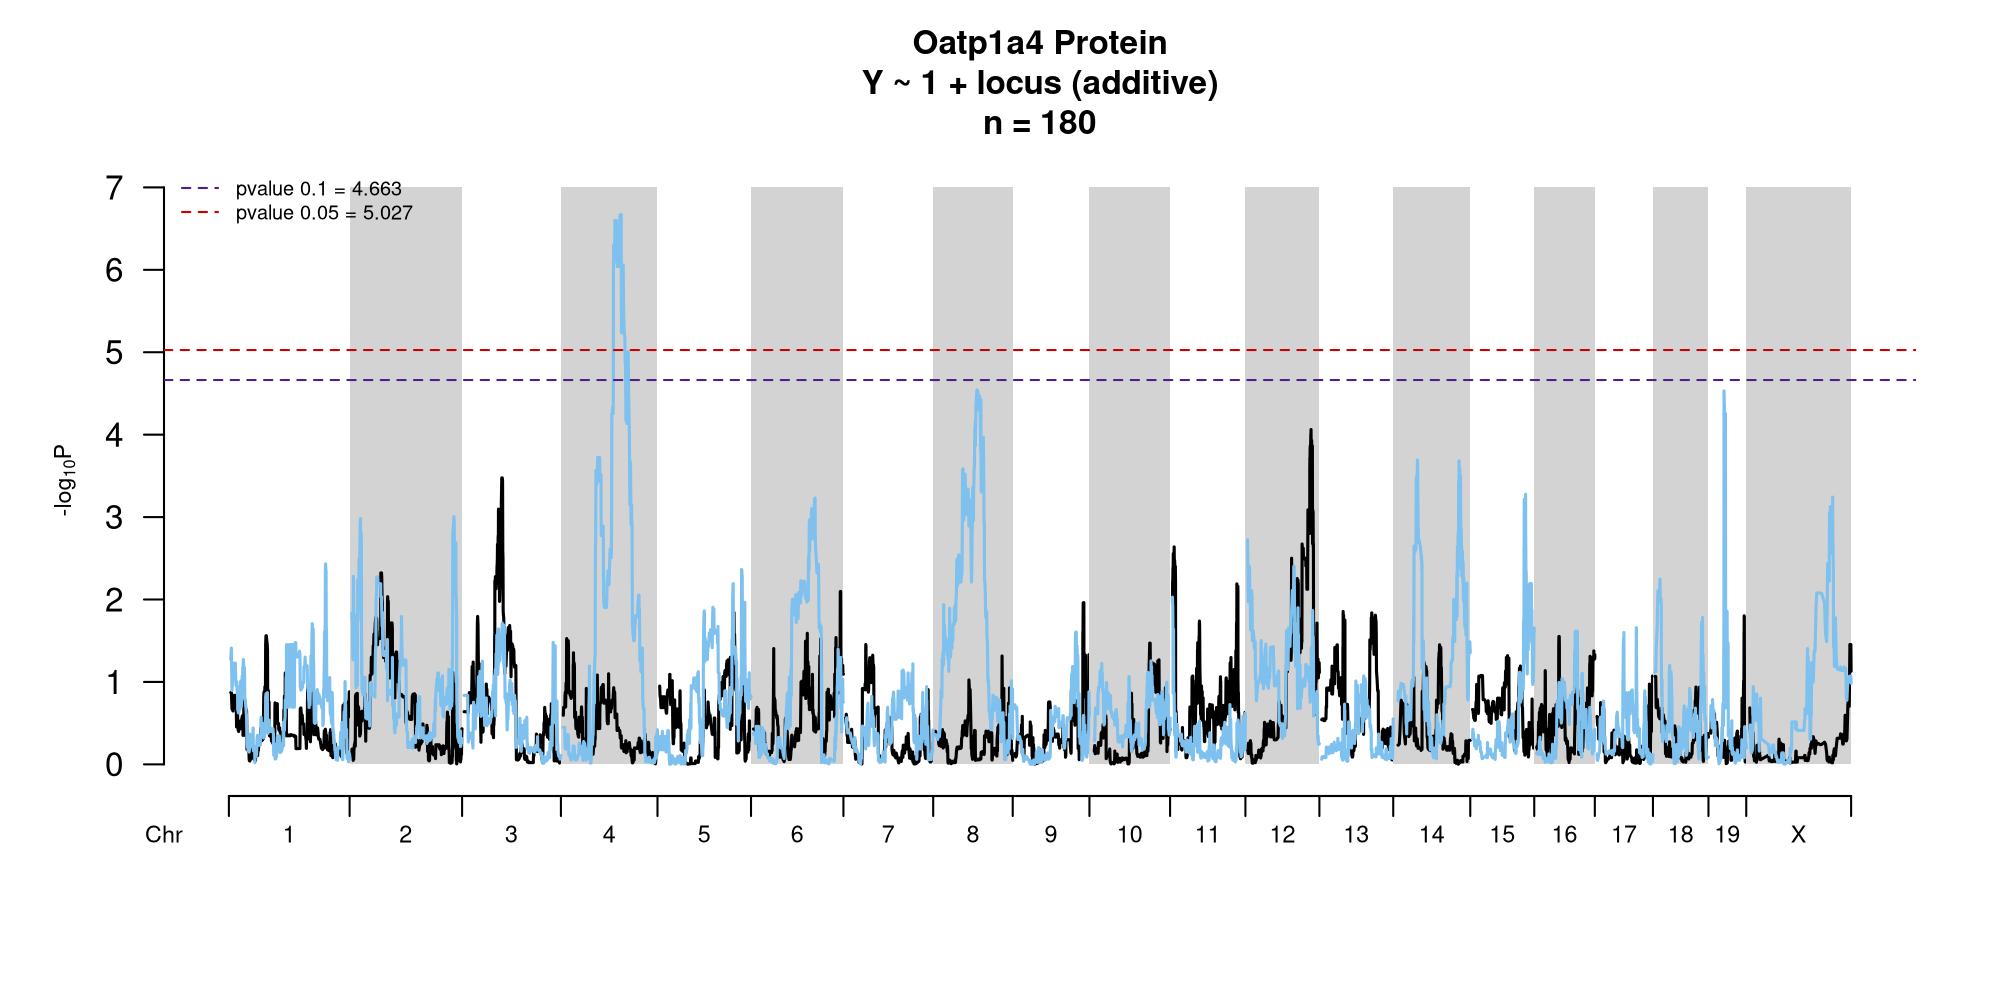 Oatp1a4 Protein
Y ~ 1 + locus (additive)
n = 180
pvalue 0.1 = 4.663
pvalue 0.05 = 5.027
7
6
5
4
3
2
1
0
-log10P
Chr 1 2 3 4 5 6 7 8 9 10 11 12 13 14 15 16 17 18 19 X